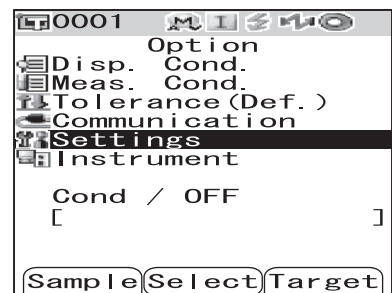 0001 M I
Option
Disp. Cond.
Meas. Cond.
Tolerance(Def.)
Communication
Settings
Instrument
Cond / OFF
[ ]
Sample Select Target